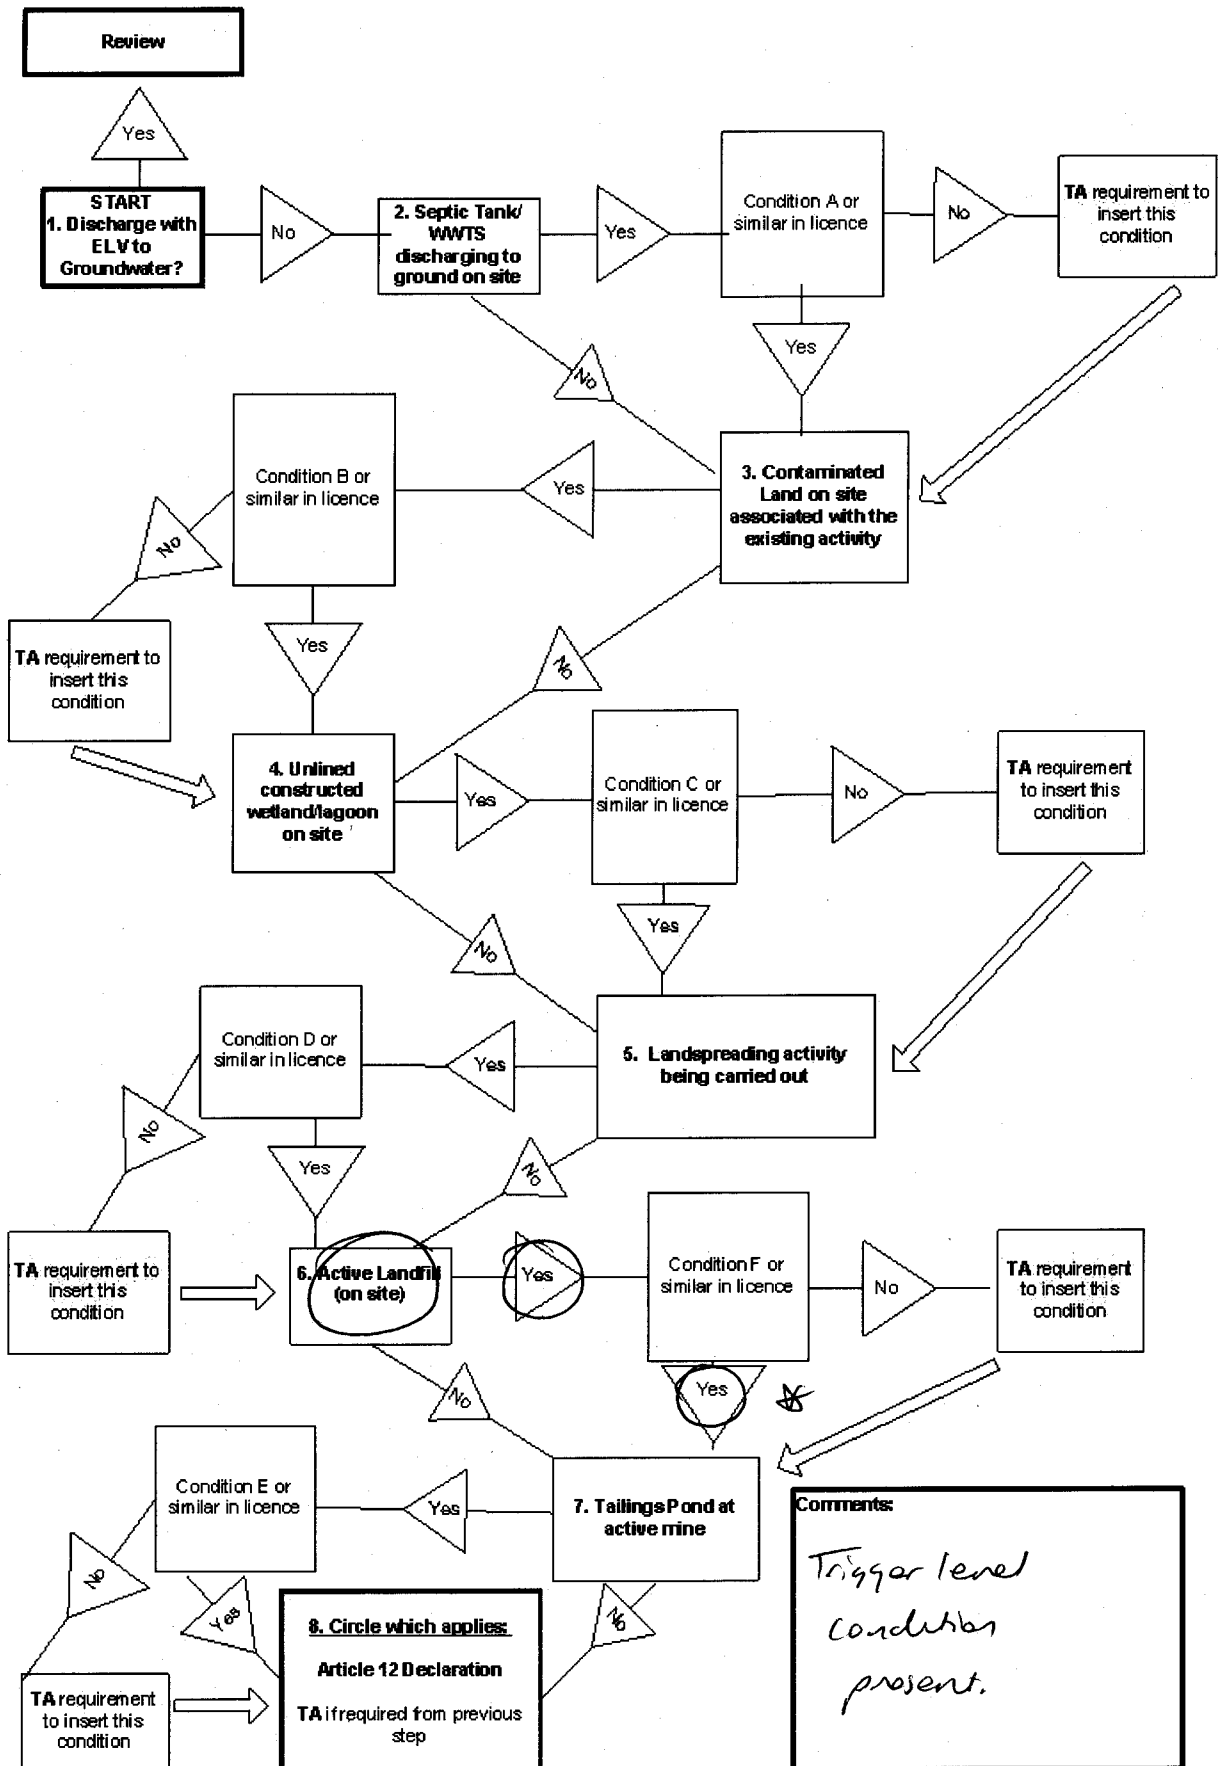 Review
Yes
START
1. Discharge with
ELV to
Groundwater?
No
2. Septic Tank/
WWTS
discharging to
ground on site
Yes
Condition A or
similar in licence
No
TA requirement to
insert this
condition
Yes
No
3. Contaminated
Land on site
associated with the
existing activity
Yes
Condition B or
similar in licence
No
TA requirement to
insert this
condition
Yes
No
4. Unlined
constructed
wetland/lagoon
on site
Yes
Condition C or
similar in licence
No
TA requirement
to insert this
condition
Yes
No
5. Landspreading activity
being carried out
Yes
Condition D or
similar in licence
No
TA requirement to
insert this
condition
Yes
No
6. Active Landfill
(on site)
Yes
Condition F or
similar in licence
No
TA requirement
to insert this
condition
Yes
No
7. Tailings Pond at
active mine
Yes
Condition E or
similar in licence
No
TA requirement
to insert this
condition
Yes
No
8. Circle which applies:
Article 12 Declaration
TA if required from previous
step
Comments:
Trigger level
condition
present.